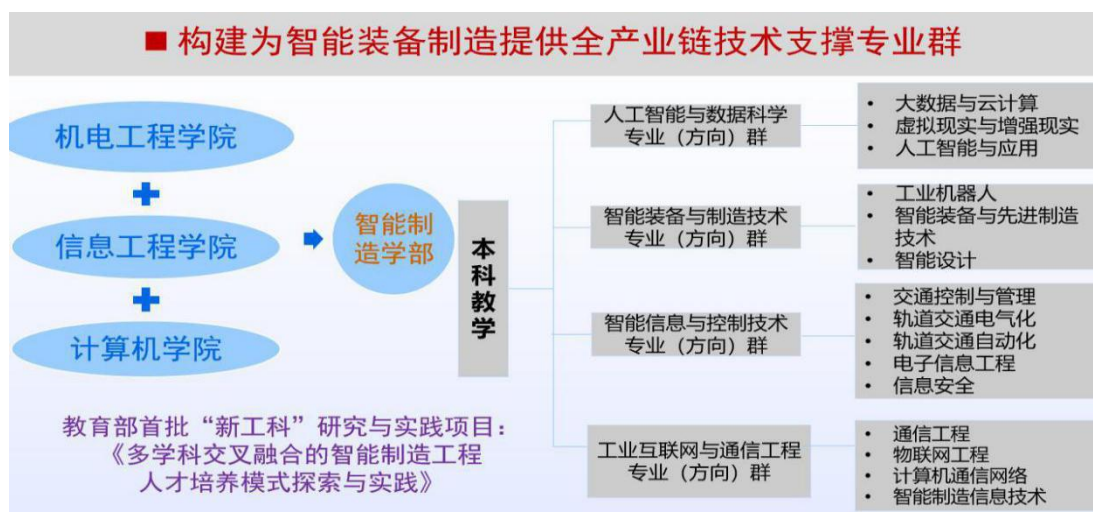 ■ 构建为智能装备制造提供全产业链技术支撑专业群
机电工程学院
+
信息工程学院
+
计算机学院
智能制
造学部
本
科
教
学
人工智能与数据科学
专业（方向）群
• 大数据与云计算
• 虚拟现实与增强现实
• 人工智能与应用
智能装备与制造技术
专业（方向）群
• 工业机器人
• 智能装备与先进制造
技术
• 智能设计
智能信息与控制技术
专业（方向）群
• 交通控制与管理
• 轨道交通电气化
• 轨道交通自动化
• 电子信息工程
• 信息安全
工业互联网与通信工程
专业（方向）群
• 通信工程
• 物联网工程
• 计算机通信网络
• 智能制造信息技术
教育部首批“新工科”研究与实践项目：
《多学科交叉融合的智能制造工程
人才培养模式探索与实践》